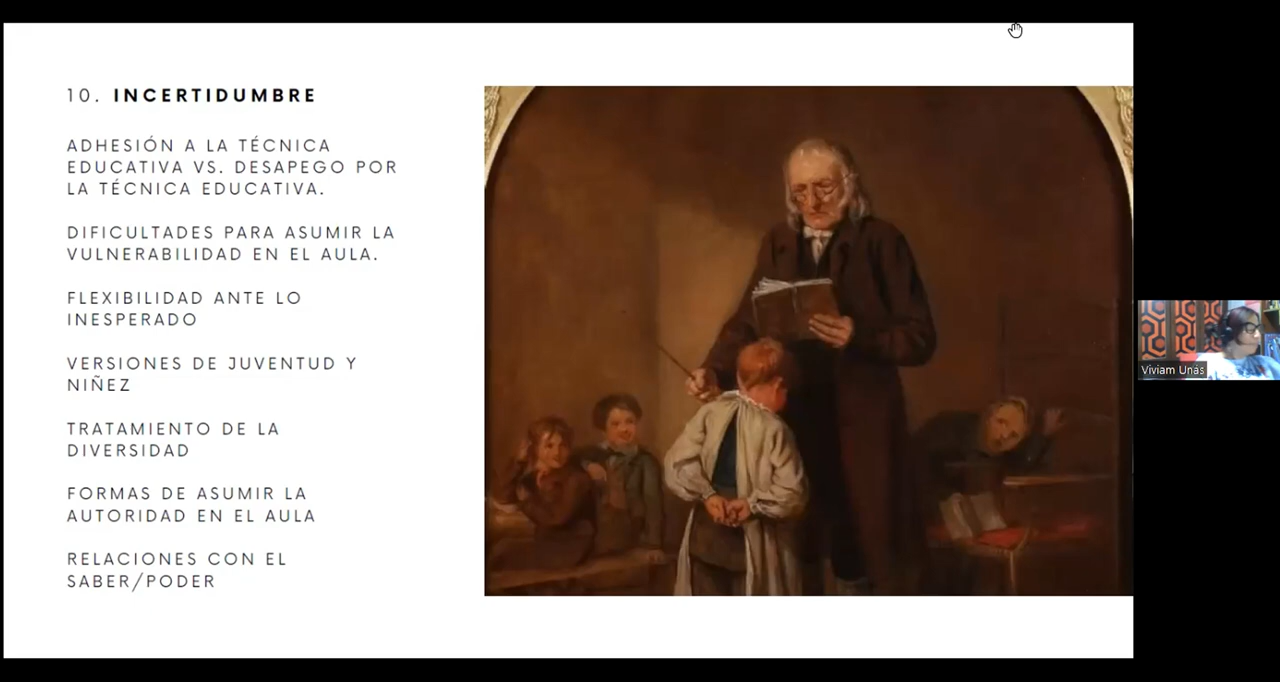 10. INCERTIDUMBRE
ADHESIÓN A LA TÉCNICA
EDUCATIVA VS. DESAPEGO POR
LA TÉCNICA EDUCATIVA.
DIFICULTADES PARA ASUMIR LA
VULNERABILIDAD EN EL AULA.
FLEXIBILIDAD ANTE LO
INESPERADO
VERSIONES DE JUVENTUD Y
NIÑEZ
TRATAMIENTO DE LA
DIVERSIDAD
FORMAS DE ASUMIR LA
AUTORIDAD EN EL AULA
RELACIONES CON EL
SABER/PODER
Viviam Unás